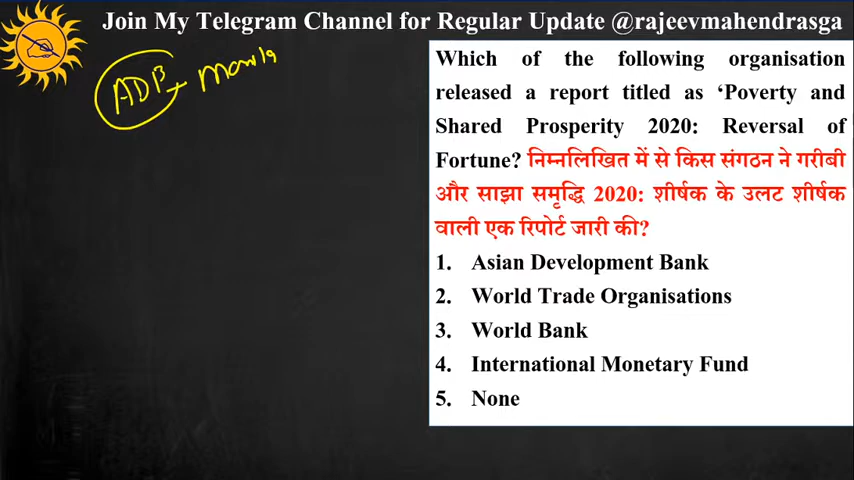 Join My Telegram Channel for Regular Update @rajeevmahendrasga
ADB - Manila
Which of the following organisation
released a report titled as ‘Poverty and
Shared Prosperity 2020: Reversal of
Fortune? निम्नलिखित में से किस संगठन ने गरीबी
और साझा समृद्धि 2020: शीर्षक के उलट शीर्षक
वाली एक रिपोर्ट जारी की?
1. Asian Development Bank
2. World Trade Organisations
3. World Bank
4. International Monetary Fund
5. None